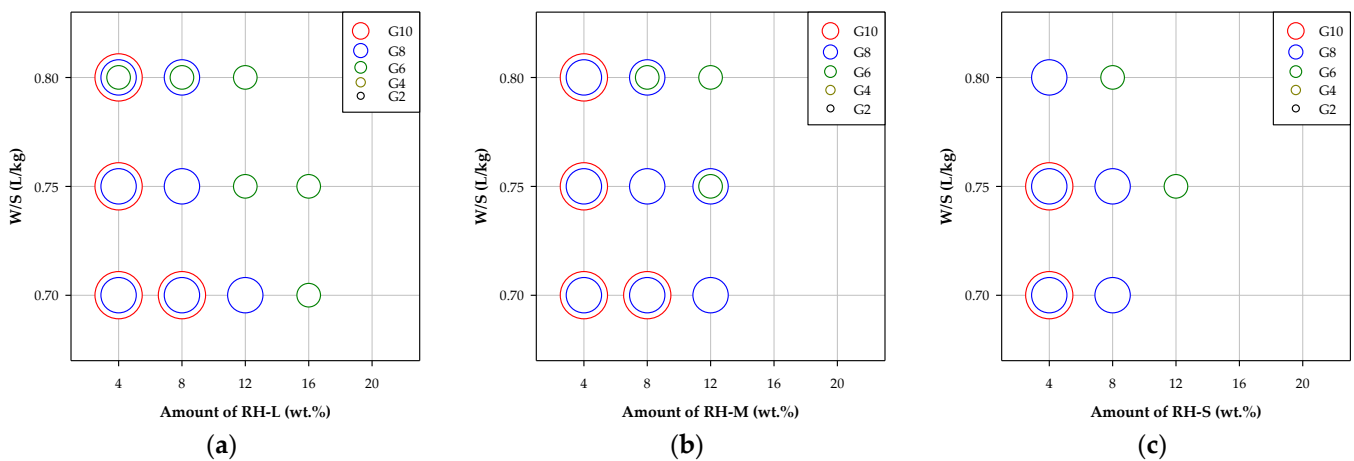 G10
G8
G6
G4
G2
0.80
0.75
0.70
W/S (L/kg)
4 8 12 16 20
Amount of RH-L (wt.%)
(a)
G10
G8
G6
G4
G2
0.80
0.75
0.70
W/S (L/kg)
4 8 12 16 20
Amount of RH-M (wt.%)
(b)
G10
G8
G6
G4
G2
0.80
0.75
0.70
W/S (L/kg)
4 8 12 16 20
Amount of RH-S (wt.%)
(c)